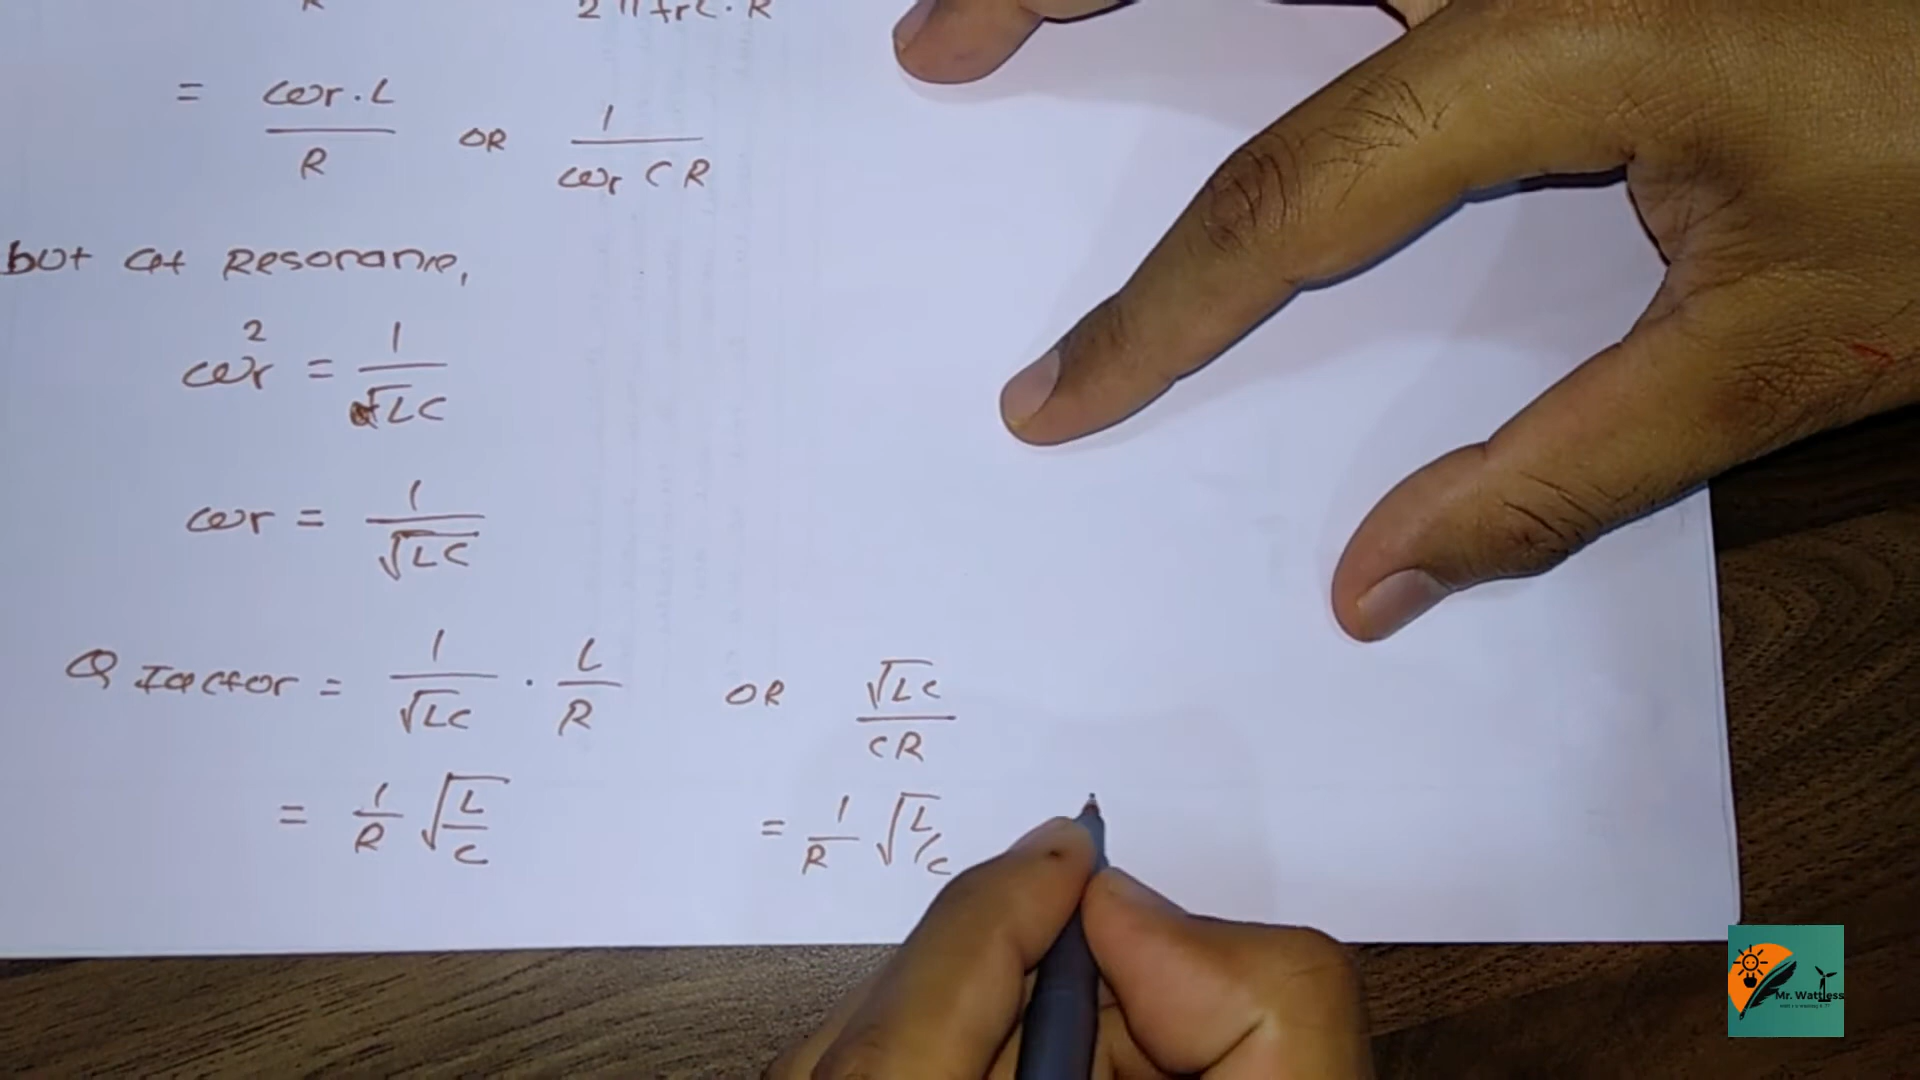 R 2πfrC.R
= ωr.L / R OR 1 / ωr C R
but at Resonance,
ωr² = 1 / √LC
ωr = 1 / √LC
Q Factor = 1 / √LC . L / R OR √LC / CR
= 1/R √L/C = 1/R √L/C
Mr. Wattless